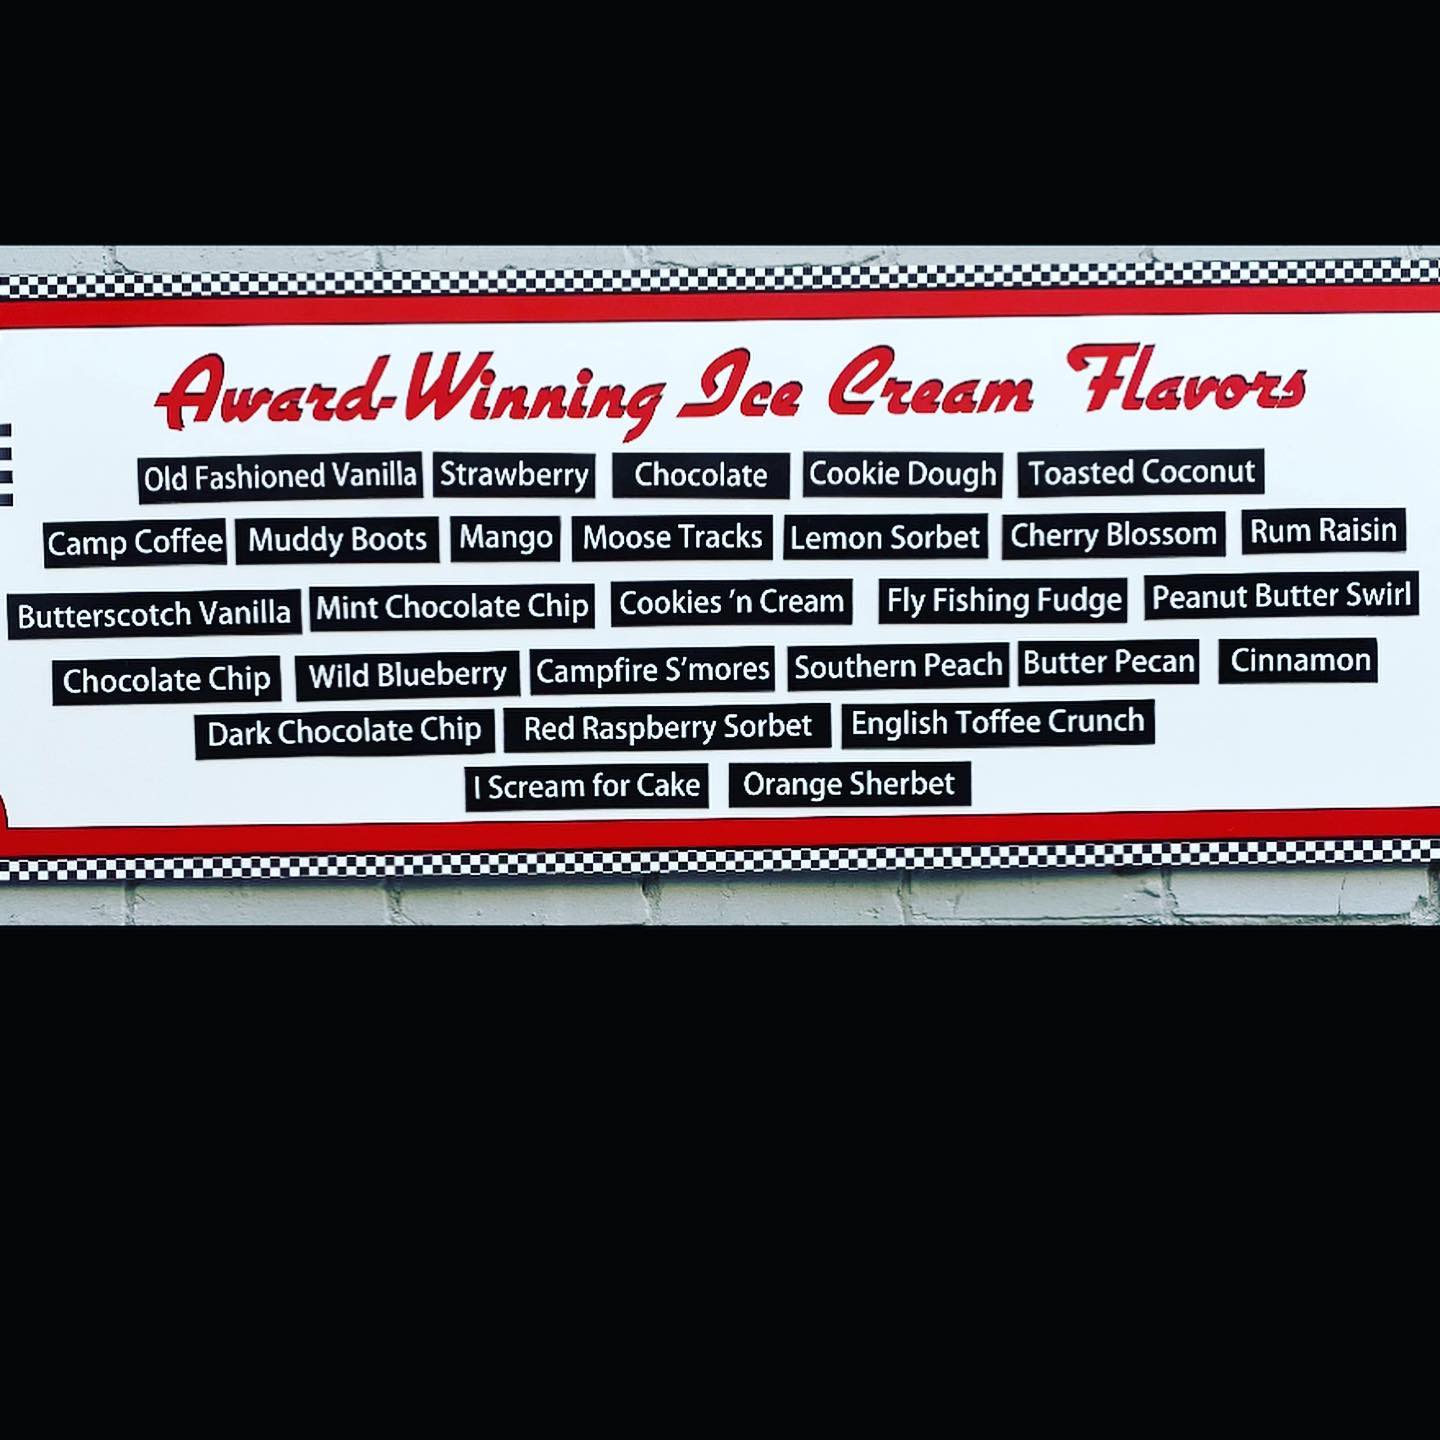 Award-Winning Ice Cream Flavors
Old Fashioned Vanilla Strawberry Chocolate Cookie Dough Toasted Coconut
Camp Coffee Muddy Boots Mango Moose Tracks Lemon Sorbet Cherry Blossom Rum Raisin
Butterscotch Vanilla Mint Chocolate Chip Cookies 'n Cream Fly Fishing Fudge Peanut Butter Swirl
Chocolate Chip Wild Blueberry Campfire S'mores Southern Peach Butter Pecan Cinnamon
Dark Chocolate Chip Red Raspberry Sorbet English Toffee Crunch
I Scream for Cake Orange Sherbet